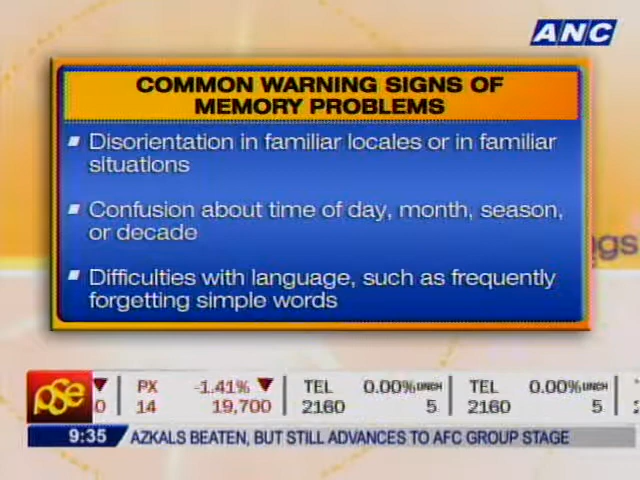 ANC
COMMON WARNING SIGNS OF
MEMORY PROBLEMS
Disorientation in familiar locales or in familiar
situations
Confusion about time of day, month, season,
or decade
Difficulties with language, such as frequently
forgetting simple words
ngs
pse
0
PX -1.41%
14 19,700
TEL 0.00% UNCH
2160 5
TEL 0.00% UNCH
2160 5
9:35 AZKALS BEATEN, BUT STILL ADVANCES TO AFC GROUP STAGE